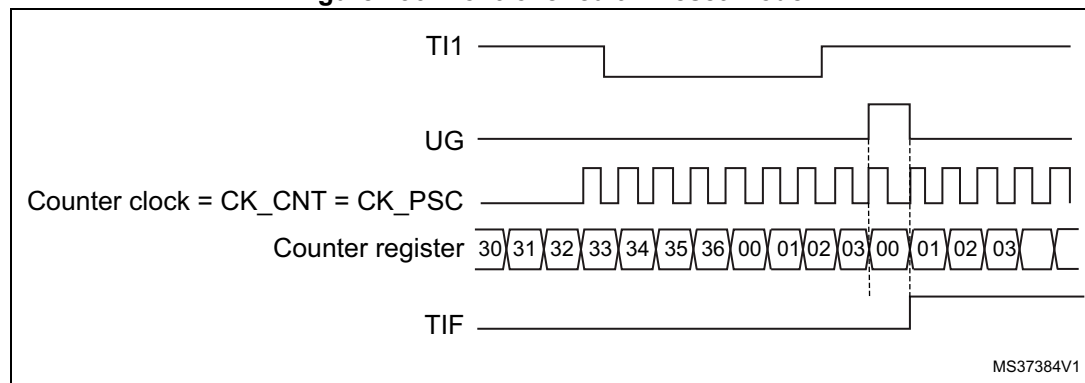 TI1
UG
Counter clock = CK_CNT = CK_PSC
Counter register 30 31 32 33 34 35 36 00 01 02 03 00 01 02 03
TIF
MS37384V1